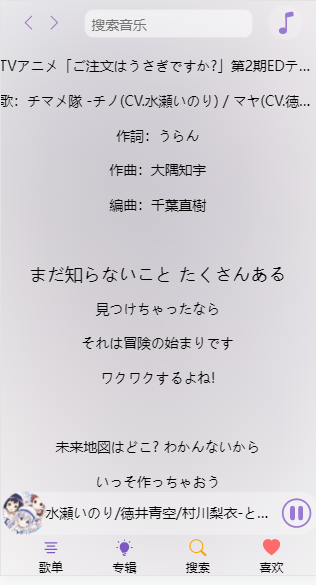 搜索音乐
TVアニメ「ご注文はうさぎですか?」第2期EDテ...
歌：チマメ隊 -チノ(CV.水瀬いのり) / マヤ(CV.徳...
作詞：うらん
作曲：大隅知宇
編曲：千葉直樹
まだ知らないこと たくさんある
見つけちゃったなら
それは冒険の始まりです
ワクワクするよね!
未来地図はどこ? わかんないから
いっそ作っちゃおう
水瀬いのり/徳井青空/村川梨衣-と...
歌单
专辑
搜索
喜欢